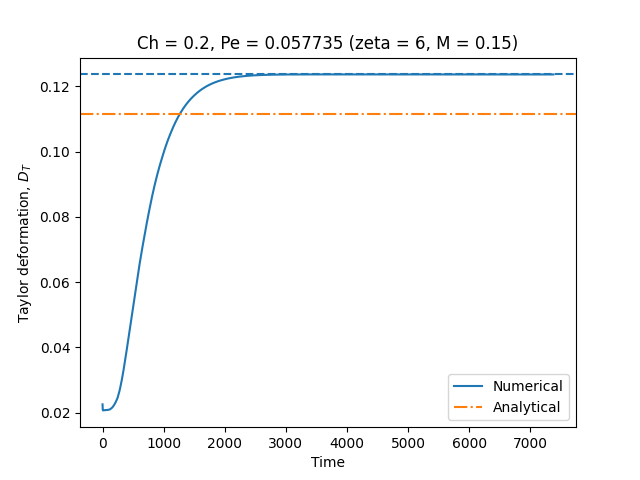 Ch = 0.2, Pe = 0.057735 (zeta = 6, M = 0.15)
Taylor deformation, D_T
0.12
0.10
0.08
0.06
0.04
0.02
0 1000 2000 3000 4000 5000 6000 7000
Time
Numerical
Analytical